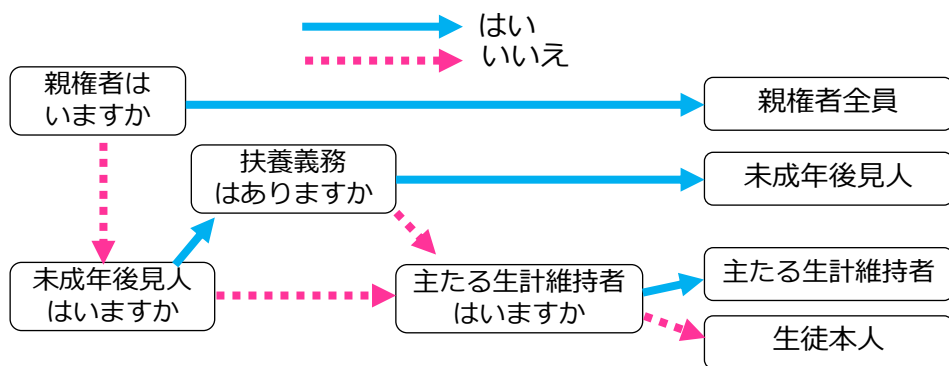 はい
いいえ
親権者は
いますか
親権者全員
扶養義務
はありますか
未成年後見人
未成年後見人
はいますか
主たる生計維持者
はいますか
主たる生計維持者
生徒本人